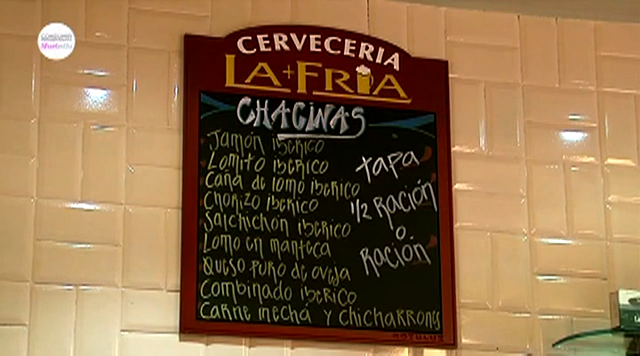 CERVECERIA
LA+FRIA
CHACINAS
Jamón iberico
Lomito iberico
Caña de lomo iberico
Chorizo iberico
Salchichón iberico
Lomo en manteca
Queso puro de oveja
Combinado iberico
Carne mecha y chicharrones
tapa
1/2 Ración
o
Ración